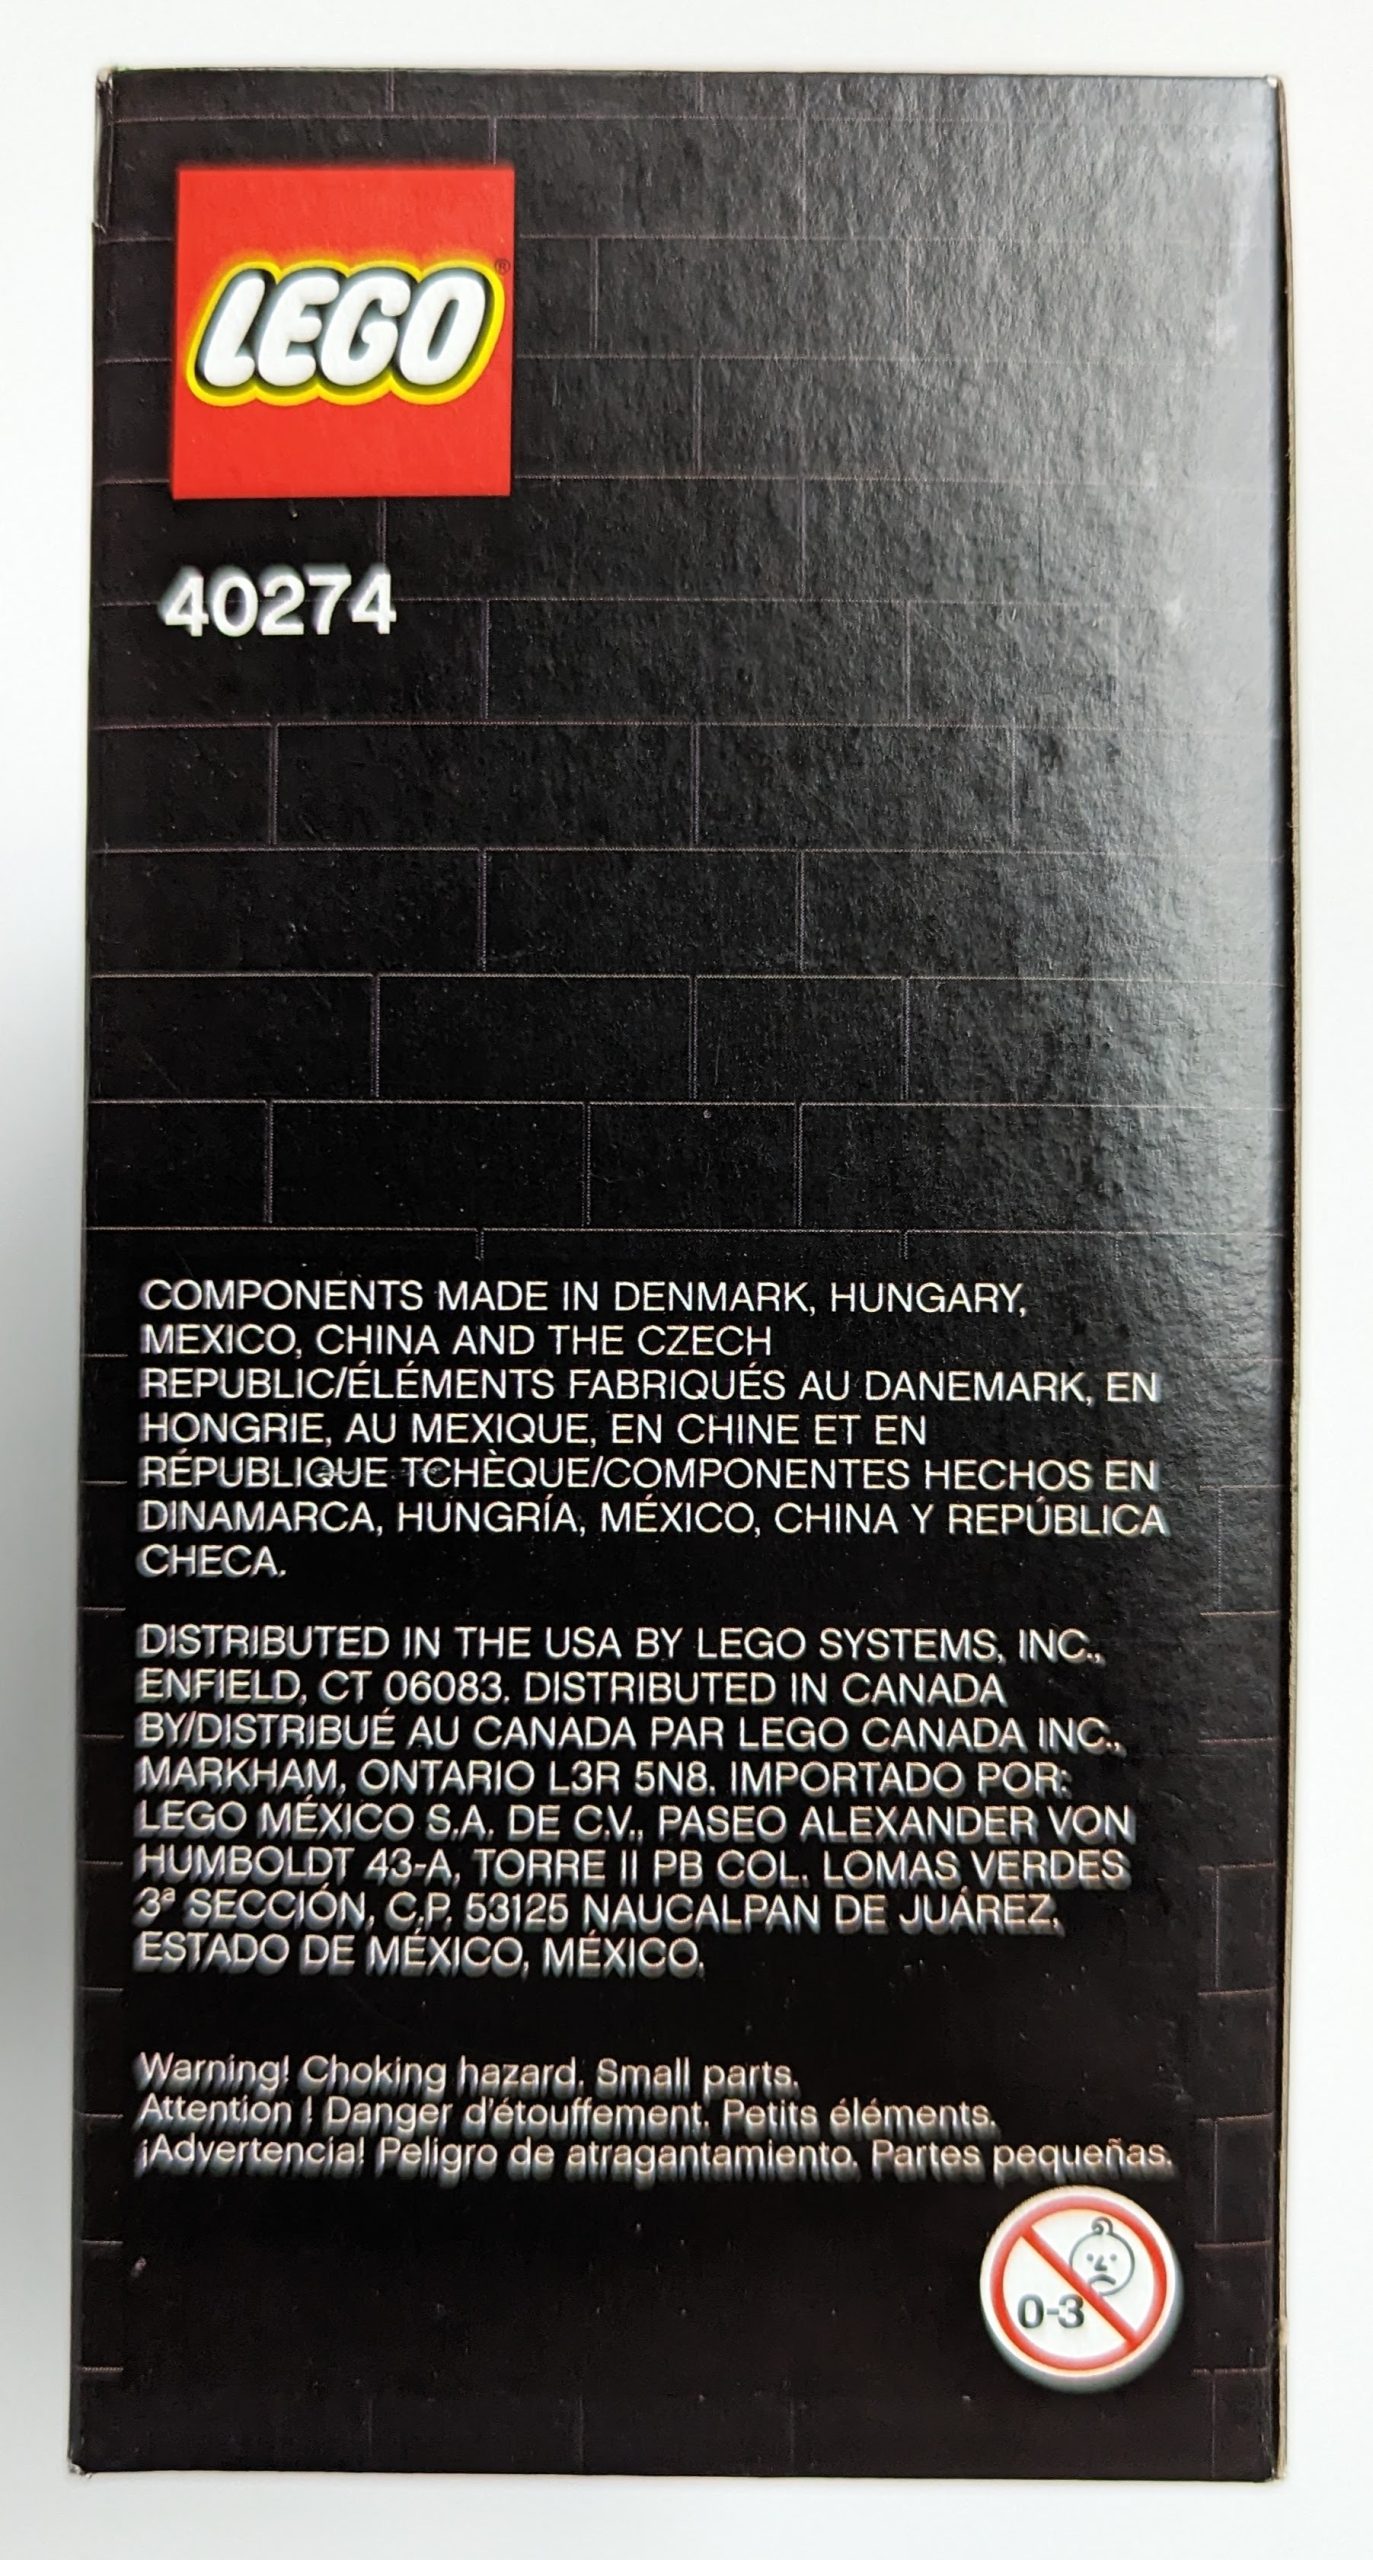 LEGO®
40274
COMPONENTS MADE IN DENMARK, HUNGARY,
MEXICO, CHINA AND THE CZECH
REPUBLIC/ÉLÉMENTS FABRIQUÉS AU DANEMARK, EN
HONGRIE, AU MEXIQUE, EN CHINE ET EN
RÉPUBLIQUE TCHÈQUE/COMPONENTES HECHOS EN
DINAMARCA, HUNGRÍA, MÉXICO, CHINA Y REPÚBLICA
CHECA.
DISTRIBUTED IN THE USA BY LEGO SYSTEMS, INC.,
ENFIELD, CT 06083. DISTRIBUTED IN CANADA
BY/DISTRIBUÉ AU CANADA PAR LEGO CANADA INC.,
MARKHAM, ONTARIO L3R 5N8. IMPORTADO POR:
LEGO MÉXICO S.A. DE C.V., PASEO ALEXANDER VON
HUMBOLDT 43-A, TORRE II PB COL. LOMAS VERDES
3ª SECCIÓN, C.P. 53125 NAUCALPAN DE JUÁREZ,
ESTADO DE MÉXICO, MÉXICO.
Warning! Choking hazard. Small parts.
Attention ! Danger d'étouffement. Petits éléments.
¡Advertencia! Peligro de atragantamiento. Partes pequeñas.
0-3